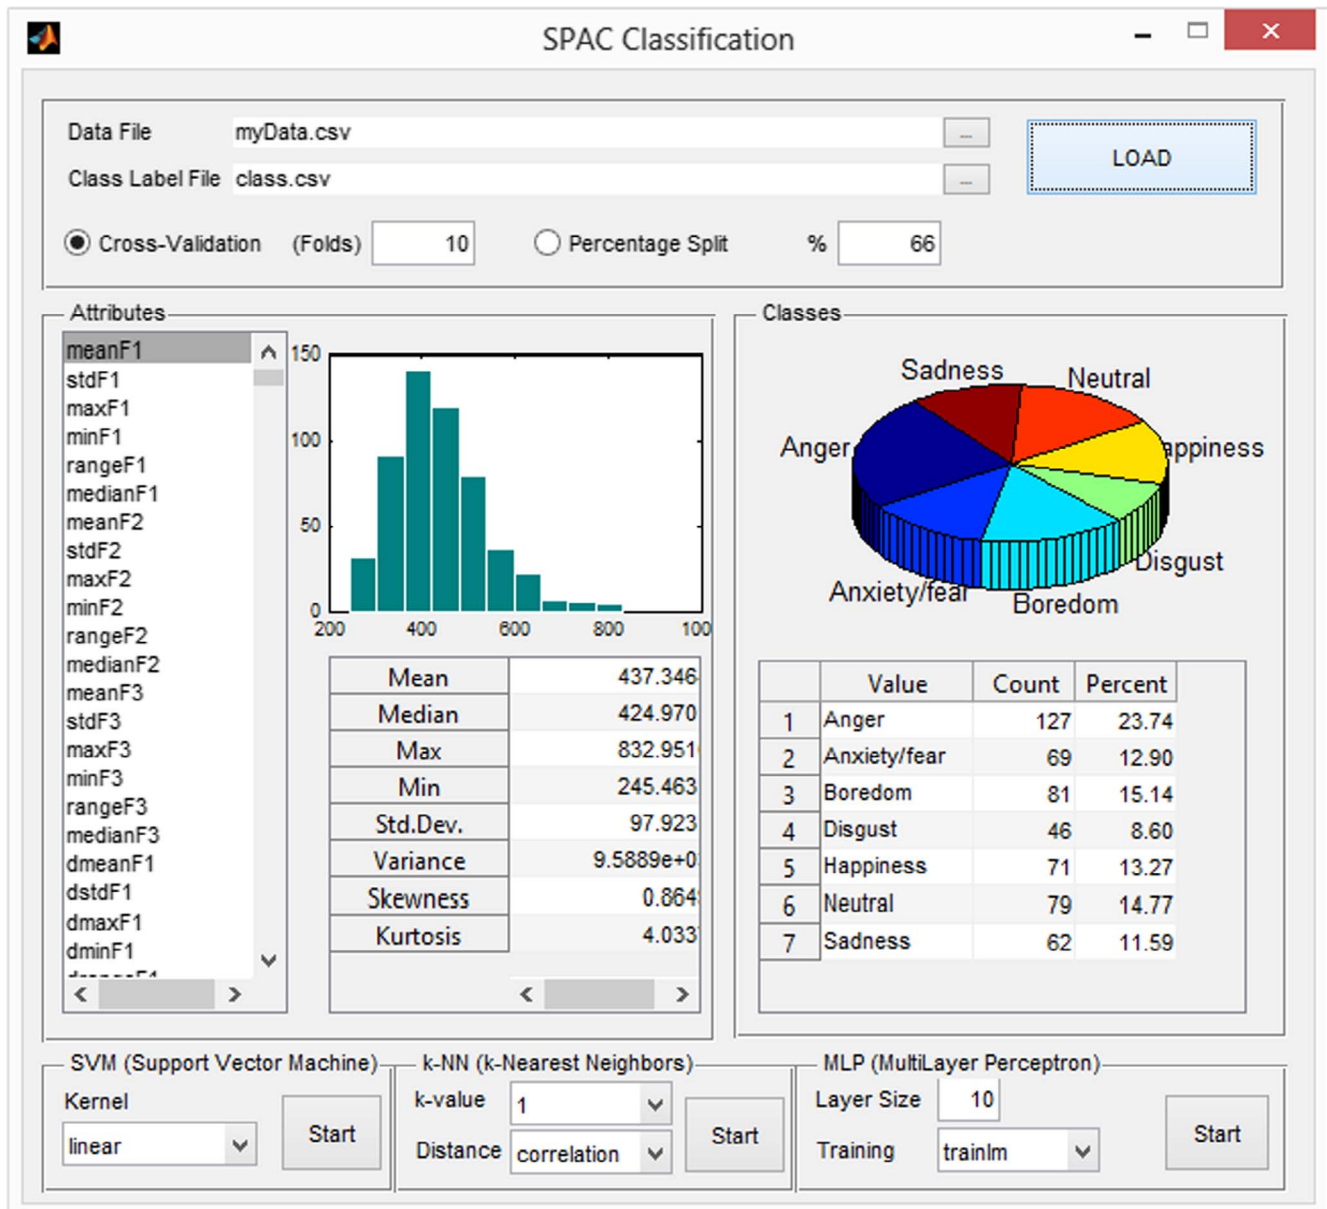 SPAC Classification
Data File myData.csv ... LOAD
Class Label File class.csv ...
Cross-Validation (Folds) 10 Percentage Split % 66
Attributes
meanF1
stdF1
maxF1
minF1
rangeF1
medianF1
meanF2
stdF2
maxF2
minF2
rangeF2
medianF2
meanF3
stdF3
maxF3
minF3
rangeF3
medianF3
dmeanF1
dstdF1
dmaxF1
dminF1
150
100
50
0
200 400 600 800 100
Mean 437.346
Median 424.970
Max 832.951
Min 245.463
Std.Dev. 97.923
Variance 9.5889e+0
Skewness 0.864
Kurtosis 4.033
Classes
Sadness Neutral
Anger appiness
Disgust
Anxiety/fear Boredom
Value Count Percent
1 Anger 127 23.74
2 Anxiety/fear 69 12.90
3 Boredom 81 15.14
4 Disgust 46 8.60
5 Happiness 71 13.27
6 Neutral 79 14.77
7 Sadness 62 11.59
SVM (Support Vector Machine)
Kernel
linear
Start
k-NN (k-Nearest Neighbors)
k-value 1
Distance correlation
Start
MLP (MultiLayer Perceptron)
Layer Size 10
Training trainlm
Start